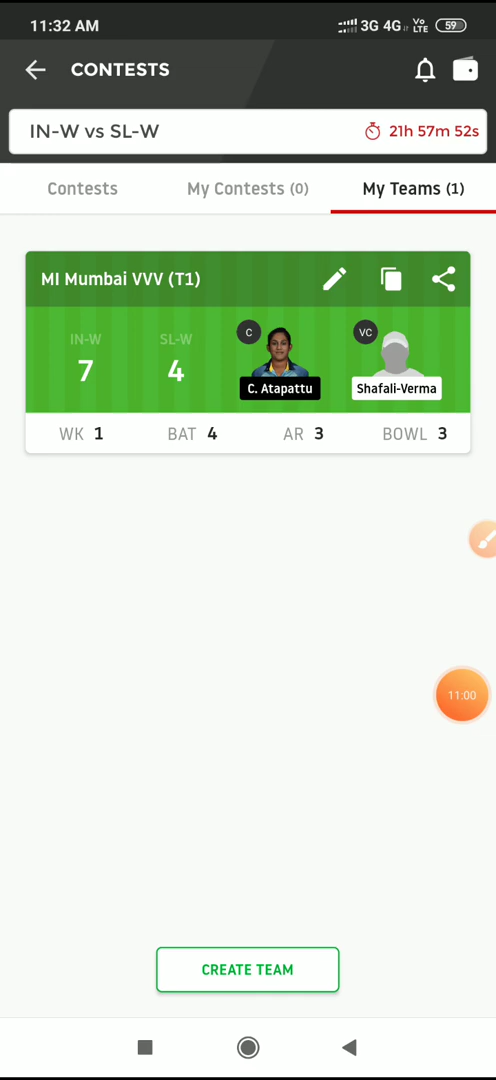 11:32 AM 3G 4G Vo LTE 59
CONTESTS
IN-W vs SL-W 21h 57m 52s
Contests My Contests (0) My Teams (1)
MI Mumbai VVV (T1)
IN-W SL-W C VC
7 4
C. Atapattu Shafali-Verma
WK 1 BAT 4 AR 3 BOWL 3
11:00
CREATE TEAM